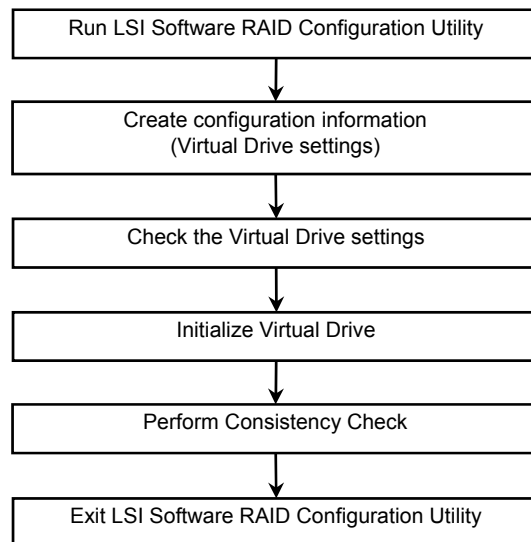 Run LSI Software RAID Configuration Utility
Create configuration information
(Virtual Drive settings)
Check the Virtual Drive settings
Initialize Virtual Drive
Perform Consistency Check
Exit LSI Software RAID Configuration Utility